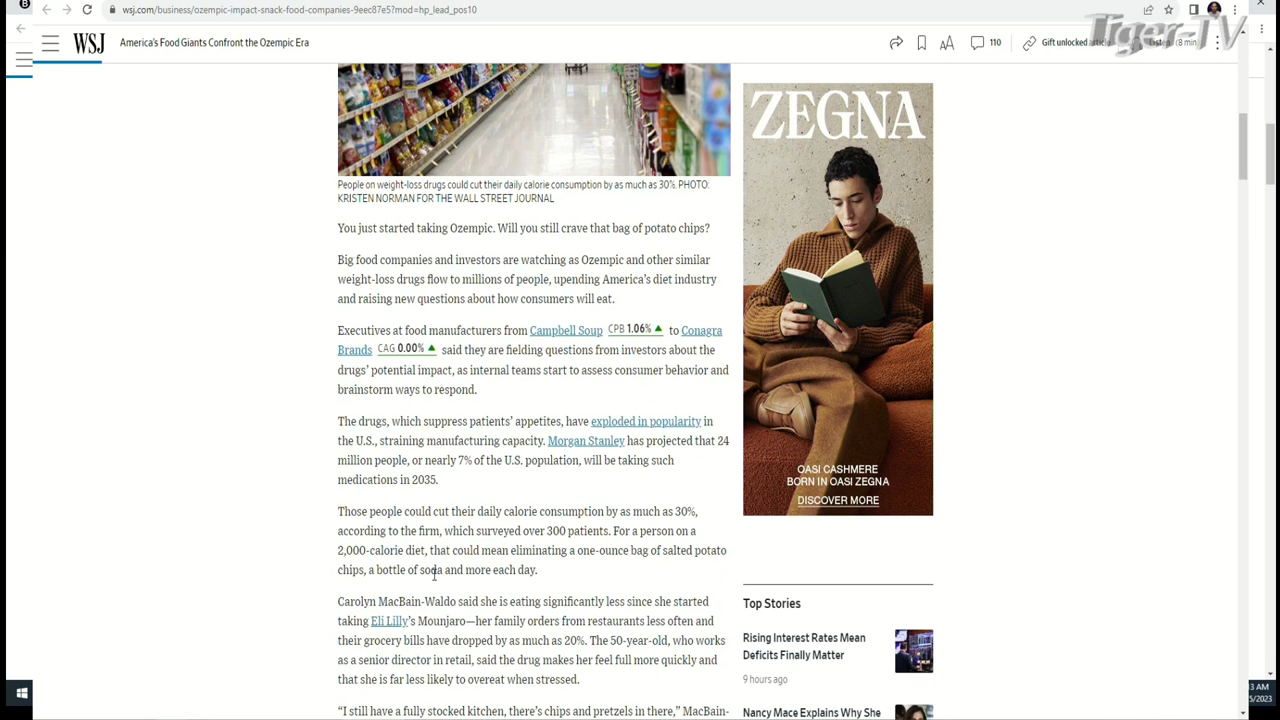 wsj.com/business/ozempic-impact-snack-food-companies-9eec87e5?mod=hp_lead_pos10
Tiger-TV
WSJ
America's Food Giants Confront the Ozempic Era
110
Gift unlocked article
Listen (8 min)
People on weight-loss drugs could cut their daily calorie consumption by as much as 30%. PHOTO:
KRISTEN NORMAN FOR THE WALL STREET JOURNAL
You just started taking Ozempic. Will you still crave that bag of potato chips?
Big food companies and investors are watching as Ozempic and other similar
weight-loss drugs flow to millions of people, upending America's diet industry
and raising new questions about how consumers will eat.
Executives at food manufacturers from Campbell Soup CPB 1.06% ▲ to Conagra
Brands CAG 0.00% ▲ said they are fielding questions from investors about the
drugs' potential impact, as internal teams start to assess consumer behavior and
brainstorm ways to respond.
The drugs, which suppress patients' appetites, have exploded in popularity in
the U.S., straining manufacturing capacity. Morgan Stanley has projected that 24
million people, or nearly 7% of the U.S. population, will be taking such
medications in 2035.
Those people could cut their daily calorie consumption by as much as 30%,
according to the firm, which surveyed over 300 patients. For a person on a
2,000-calorie diet, that could mean eliminating a one-ounce bag of salted potato
chips, a bottle of soda and more each day.
Carolyn MacBain-Waldo said she is eating significantly less since she started
taking Eli Lilly's Mounjaro—her family orders from restaurants less often and
their grocery bills have dropped by as much as 20%. The 50-year-old, who works
as a senior director in retail, said the drug makes her feel full more quickly and
that she is far less likely to overeat when stressed.
"I still have a fully stocked kitchen, there's chips and pretzels in there," MacBain-
ZEGNA
OASI CASHMERE
BORN IN OASI ZEGNA
DISCOVER MORE
Top Stories
Rising Interest Rates Mean
Deficits Finally Matter
9 hours ago
Nancy Mace Explains Why She
3 AM
5/2023